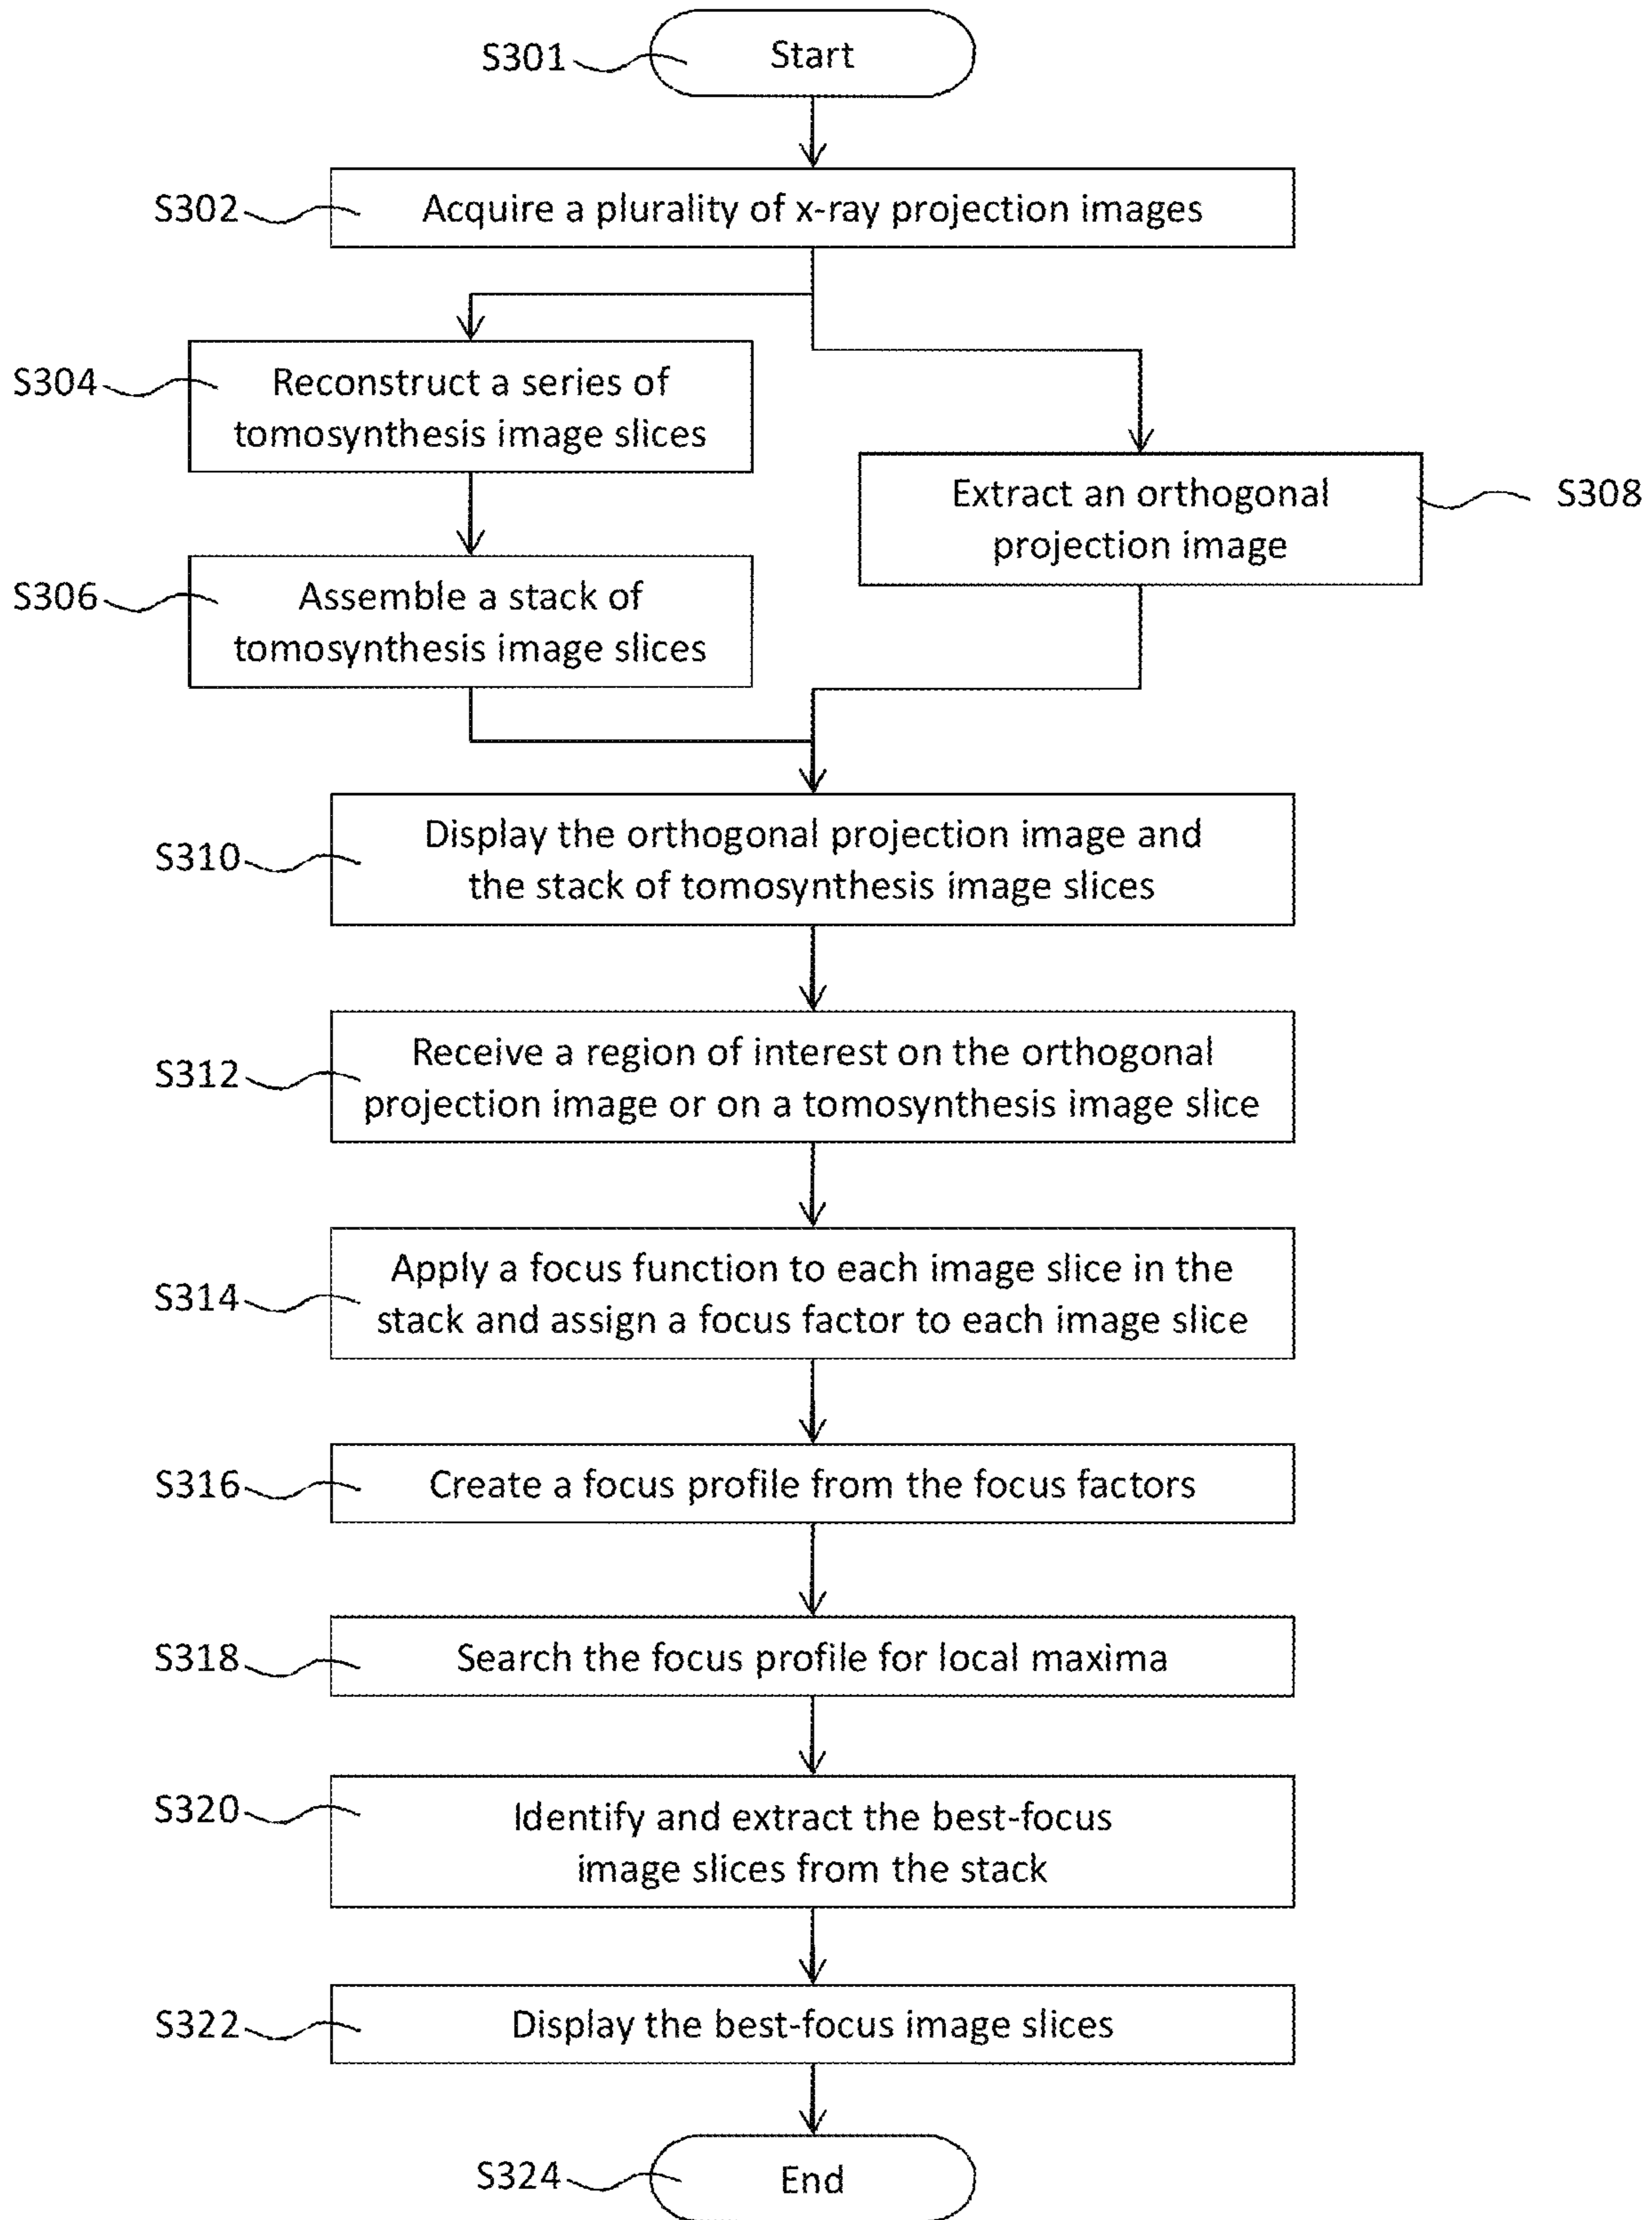 S301
Start
S302
Acquire a plurality of x-ray projection images
S304
Reconstruct a series of
tomosynthesis image slices
Extract an orthogonal
projection image
S308
S306
Assemble a stack of
tomosynthesis image slices
S310
Display the orthogonal projection image and
the stack of tomosynthesis image slices
S312
Receive a region of interest on the orthogonal
projection image or on a tomosynthesis image slice
S314
Apply a focus function to each image slice in the
stack and assign a focus factor to each image slice
S316
Create a focus profile from the focus factors
S318
Search the focus profile for local maxima
S320
Identify and extract the best-focus
image slices from the stack
S322
Display the best-focus image slices
S324
End